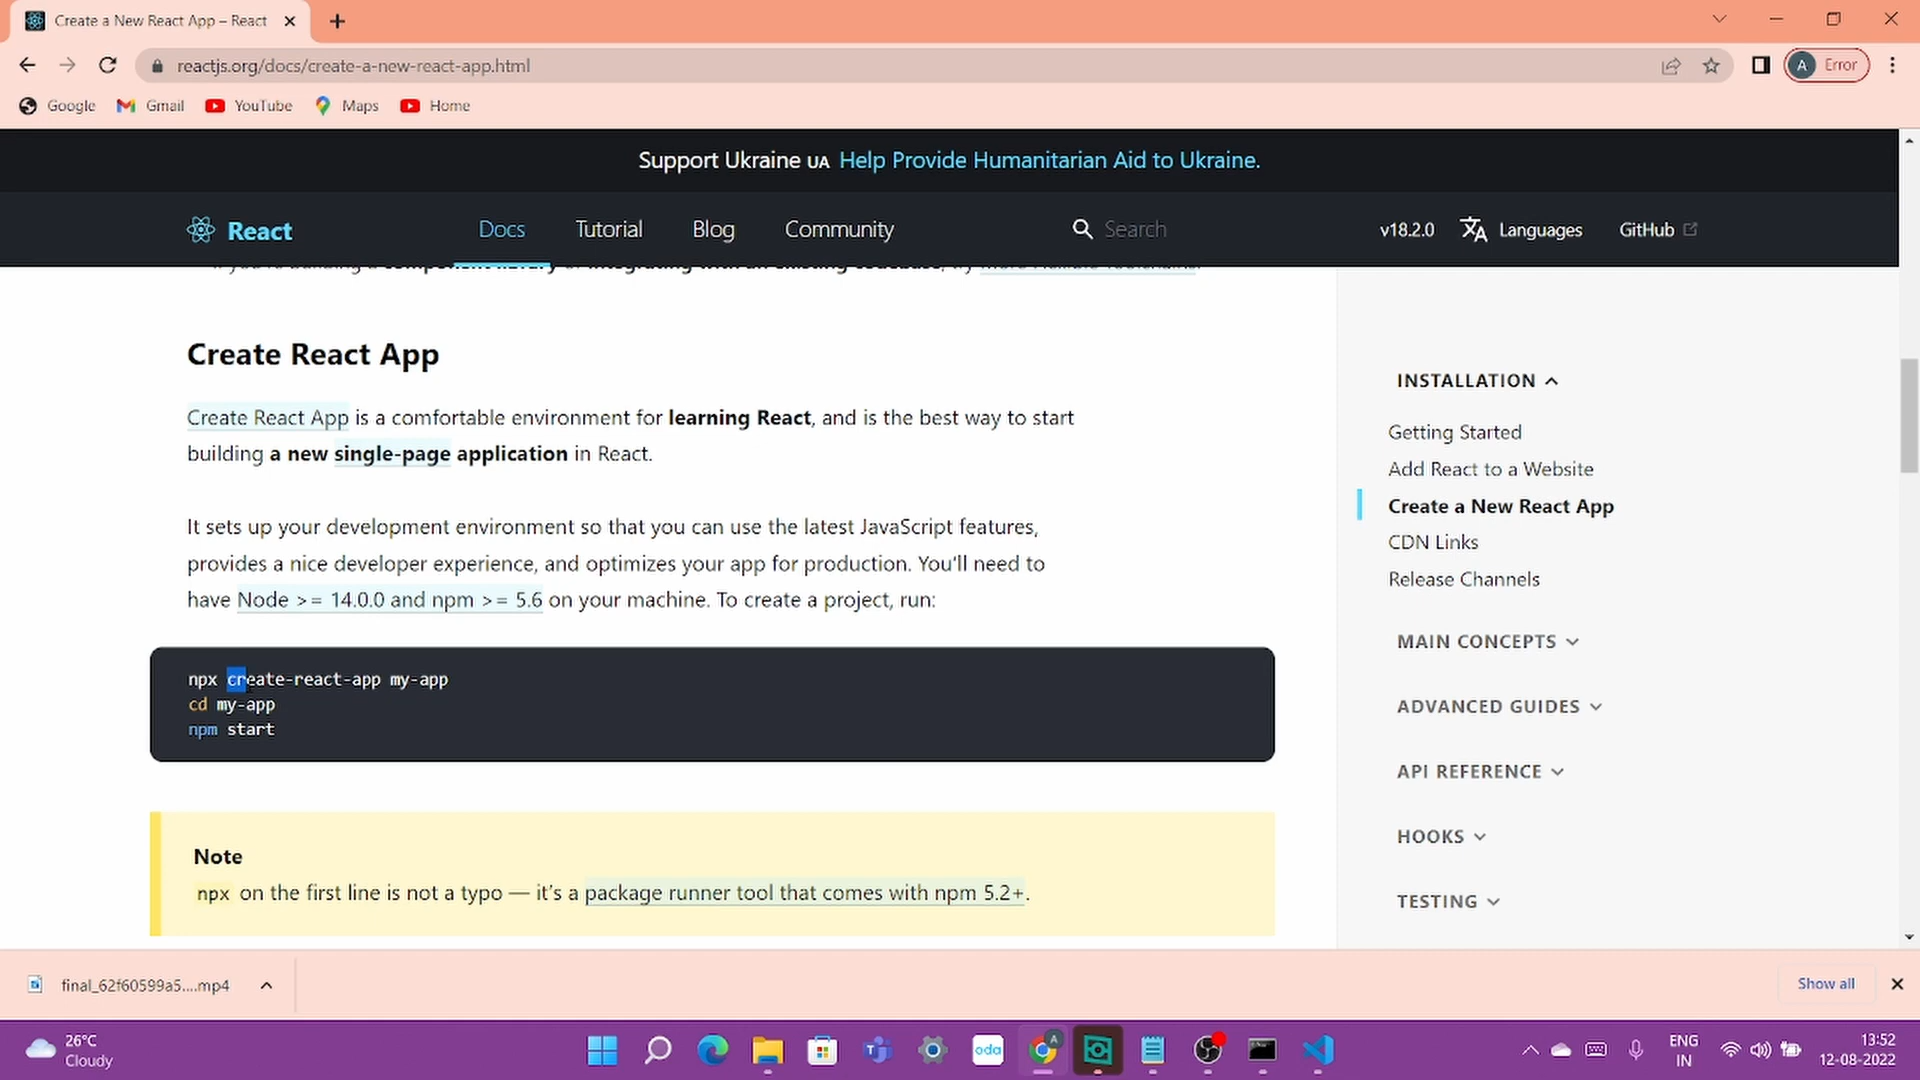 Create a New React App – React
reactjs.org/docs/create-a-new-react-app.html
A Error
Google Gmail YouTube Maps Home
Support Ukraine UA Help Provide Humanitarian Aid to Ukraine.
React Docs Tutorial Blog Community Search v18.2.0 Languages GitHub
Create React App
Create React App is a comfortable environment for learning React, and is the best way to start
building a new single-page application in React.
It sets up your development environment so that you can use the latest JavaScript features,
provides a nice developer experience, and optimizes your app for production. You'll need to
have Node >= 14.0.0 and npm >= 5.6 on your machine. To create a project, run:
npx create-react-app my-app
cd my-app
npm start
Note
npx on the first line is not a typo — it's a package runner tool that comes with npm 5.2+.
INSTALLATION
Getting Started
Add React to a Website
Create a New React App
CDN Links
Release Channels
MAIN CONCEPTS
ADVANCED GUIDES
API REFERENCE
HOOKS
TESTING
final_62f60599a5....mp4
Show all
26°C
Cloudy
oda
A
ENG
IN
13:52
12-08-2022